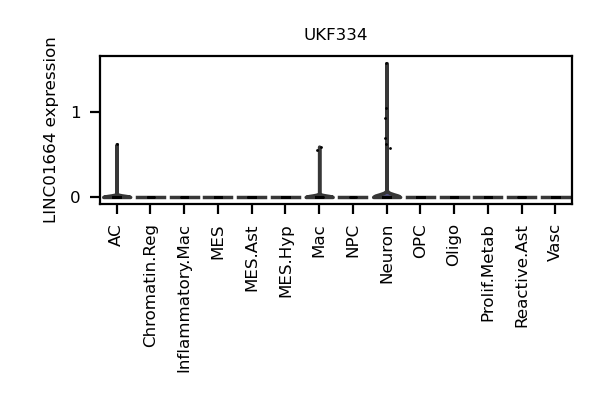 UKF334
LINC01664 expression
1
0
AC
Chromatin.Reg
Inflammatory.Mac
MES
MES.Ast
MES.Hyp
Mac
NPC
Neuron
OPC
Oligo
Prolif.Metab
Reactive.Ast
Vasc